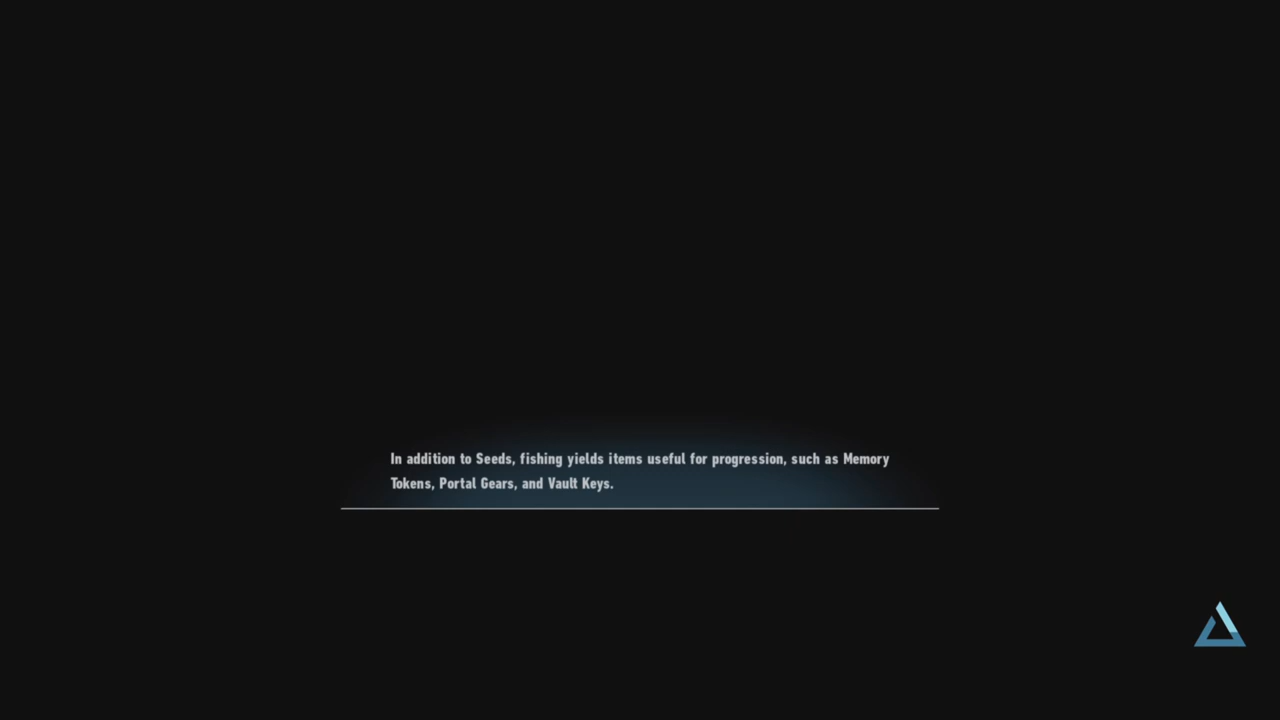 In addition to Seeds, fishing yields items useful for progression, such as Memory
Tokens, Portal Gears, and Vault Keys.